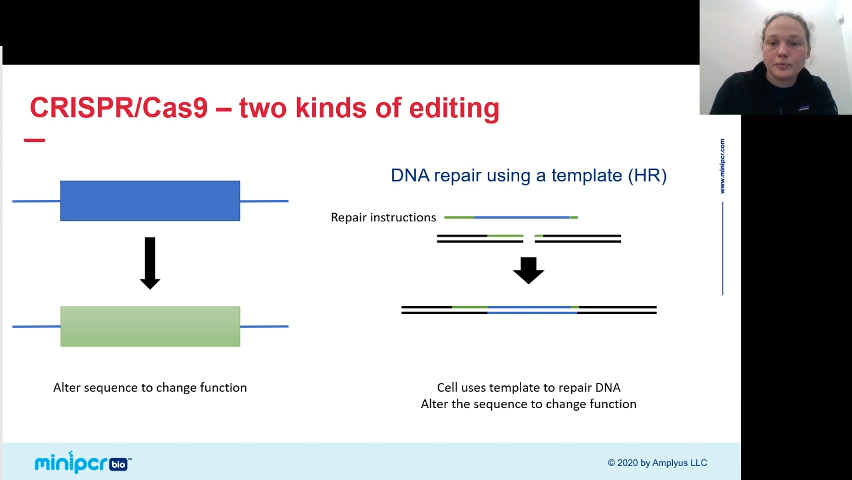 CRISPR/Cas9 – two kinds of editing
DNA repair using a template (HR)
Repair instructions
Alter sequence to change function
Cell uses template to repair DNA
Alter the sequence to change function
www.minipcr.com
minipcr bio™
© 2020 by Amplyus LLC